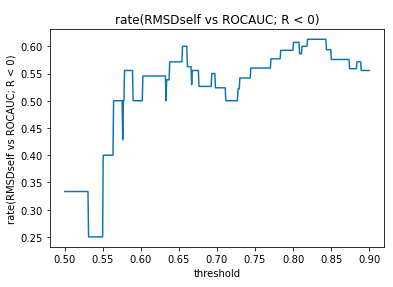 rate(RMSDself vs ROCAUC; R < 0)
rate(RMSDself vs ROCAUC; R < 0)
0.60
0.55
0.50
0.45
0.40
0.35
0.30
0.25
0.50 0.55 0.60 0.65 0.70 0.75 0.80 0.85 0.90
threshold